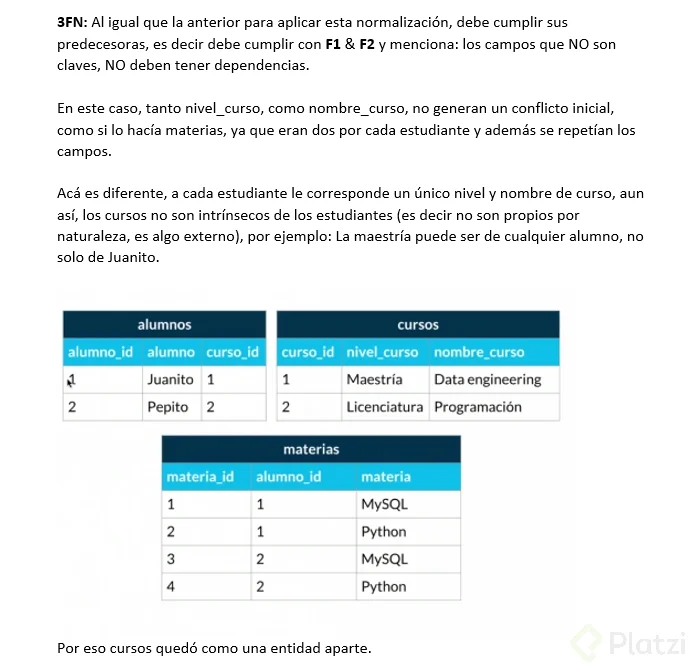 3FN: Al igual que la anterior para aplicar esta normalización, debe cumplir sus
predecesoras, es decir debe cumplir con F1 & F2 y menciona: los campos que NO son
claves, NO deben tener dependencias.
En este caso, tanto nivel_curso, como nombre_curso, no generan un conflicto inicial,
como si lo hacía materias, ya que eran dos por cada estudiante y además se repetían los
campos.
Acá es diferente, a cada estudiante le corresponde un único nivel y nombre de curso, aun
así, los cursos no son intrínsecos de los estudiantes (es decir no son propios por
naturaleza, es algo externo), por ejemplo: La maestría puede ser de cualquier alumno, no
solo de Juanito.
alumnos
alumno_id alumno curso_id
1 Juanito 1
2 Pepito 2
cursos
curso_id nivel_curso nombre_curso
1 Maestría Data engineering
2 Licenciatura Programación
materias
materia_id alumno_id materia
1 1 MySQL
2 1 Python
3 2 MySQL
4 2 Python
Por eso cursos quedó como una entidad aparte.
Platzi